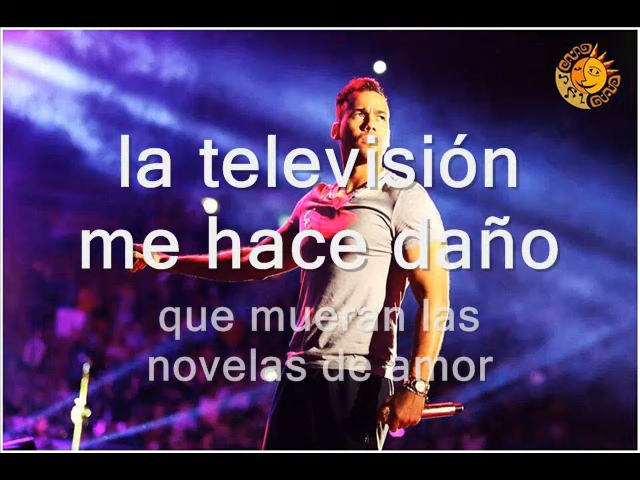 la televisión
me hace daño
que mueran las
novelas de amor